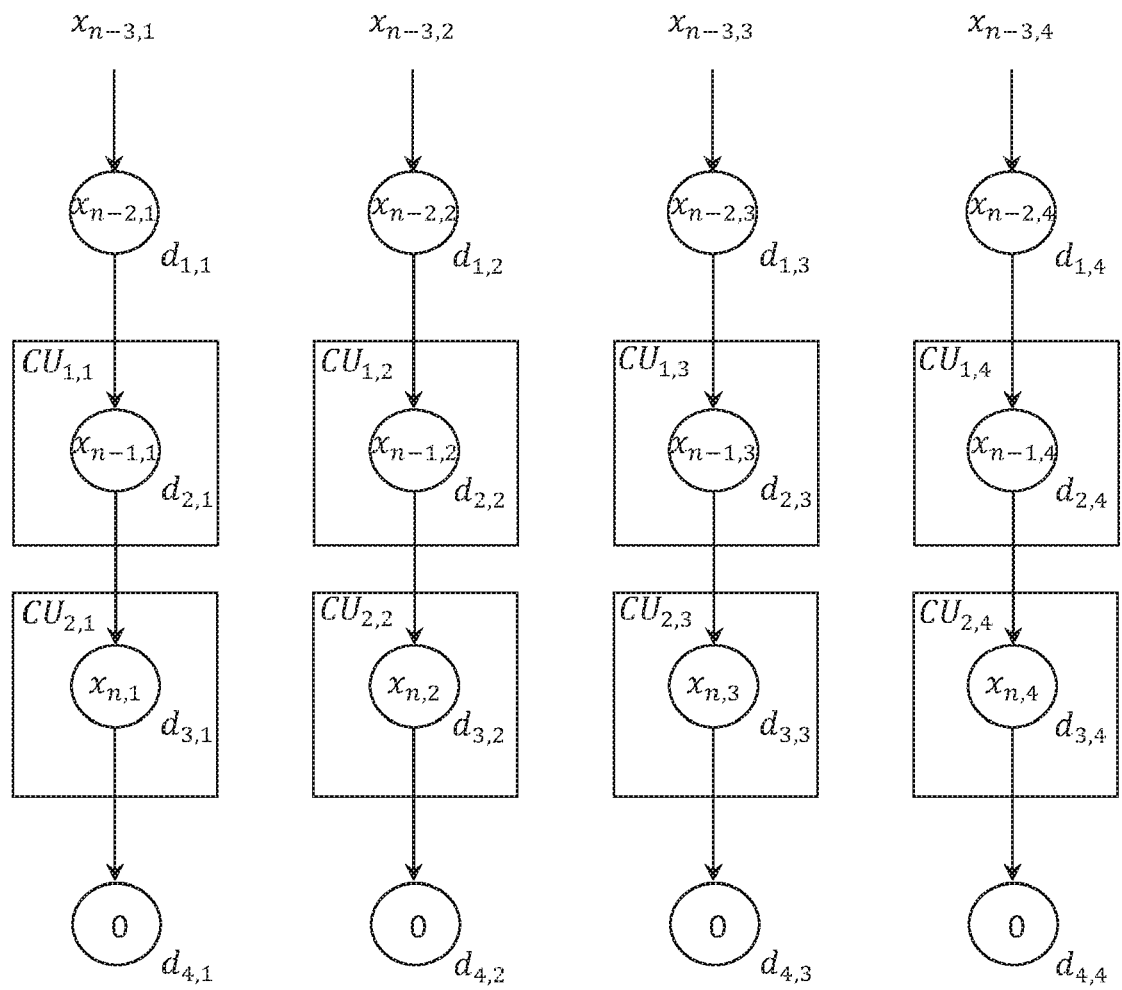 x_{n−3,1} x_{n−3,2} x_{n−3,3} x_{n−3,4}
x_{n−2,1} x_{n−2,2} x_{n−2,3} x_{n−2,4}
d_{1,1} d_{1,2} d_{1,3} d_{1,4}
CU_{1,1} CU_{1,2} CU_{1,3} CU_{1,4}
x_{n−1,1} x_{n−1,2} x_{n−1,3} x_{n−1,4}
d_{2,1} d_{2,2} d_{2,3} d_{2,4}
CU_{2,1} CU_{2,2} CU_{2,3} CU_{2,4}
x_{n,1} x_{n,2} x_{n,3} x_{n,4}
d_{3,1} d_{3,2} d_{3,3} d_{3,4}
0 0 0 0
d_{4,1} d_{4,2} d_{4,3} d_{4,4}